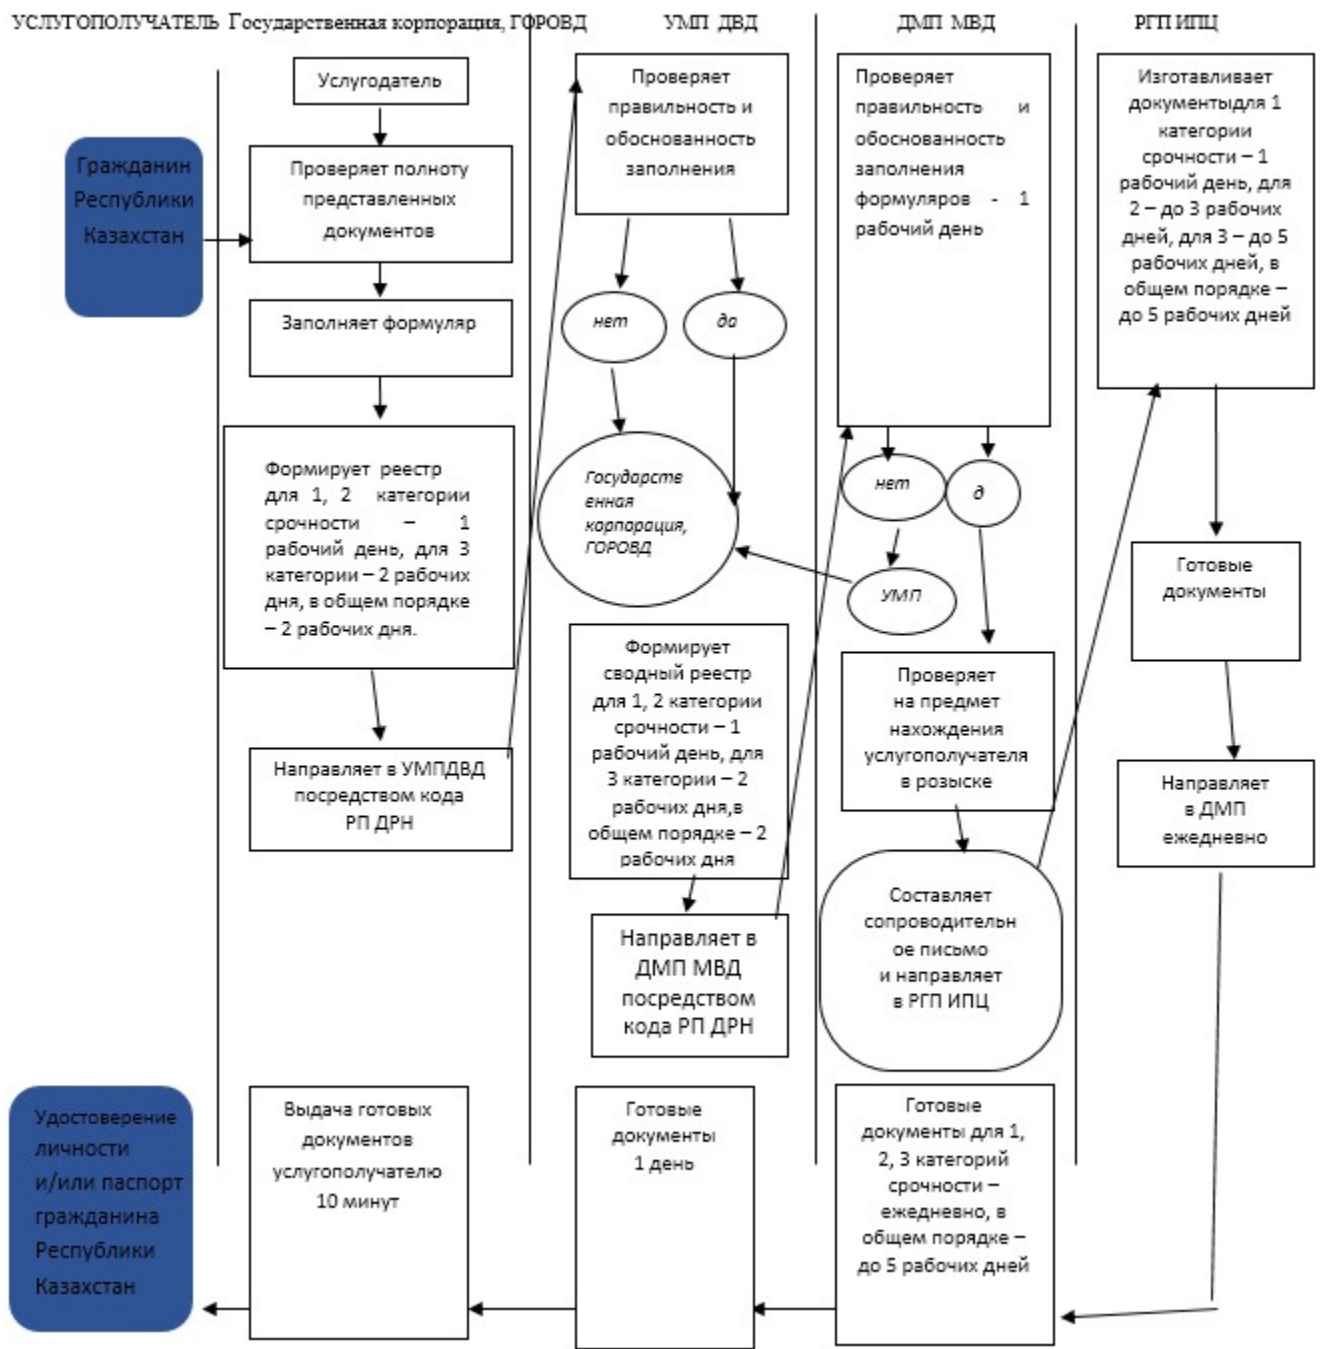 УСЛУГОПОЛУЧАТЕЛЬ Государственная корпорация, ГОРОВД УМП ДВД ДМП МВД РГП ИПЦ
Гражданин
Республики
Казахстан
Услугодатель
Проверяет полноту
представленных
документов
Заполняет формуляр
Формирует реестр
для 1, 2 категории
срочности – 1
рабочий день, для 3
категории – 2 рабочих
дня, в общем порядке
– 2 рабочих дня.
Направляет в УМПДВД
посредством кода
РП ДРН
Проверяет
правильность и
обоснованность
заполнения
нет
да
Государств
енная
корпорация,
ГОРОВД
Формирует
сводный реестр
для 1, 2 категории
срочности – 1
рабочий день, для
3 категории – 2
рабочих дня,в
общем порядке – 2
рабочих дня
Направляет в
ДМП МВД
посредством
кода РП ДРН
Проверяет
правильность и
обоснованность
заполнения
формуляров - 1
рабочий день
нет
д
УМП
Проверяет
на предмет
нахождения
услугополучателя
в розыске
Составляет
сопроводительн
ое письмо
и направляет
в РГП ИПЦ
Изготавливает
документыдля 1
категории
срочности – 1
рабочий день, для
2 – до 3 рабочих
дней, для 3 – до 5
рабочих дней, в
общем порядке –
до 5 рабочих дней
Готовые
документы
Направляет
в ДМП
ежедневно
Удостоверение
личности
и/или паспорт
гражданина
Республики
Казахстан
Выдача готовых
документов
услугополучателю
10 минут
Готовые
документы
1 день
Готовые
документы для 1,
2, 3 категорий
срочности –
ежедневно, в
общем порядке –
до 5 рабочих дней